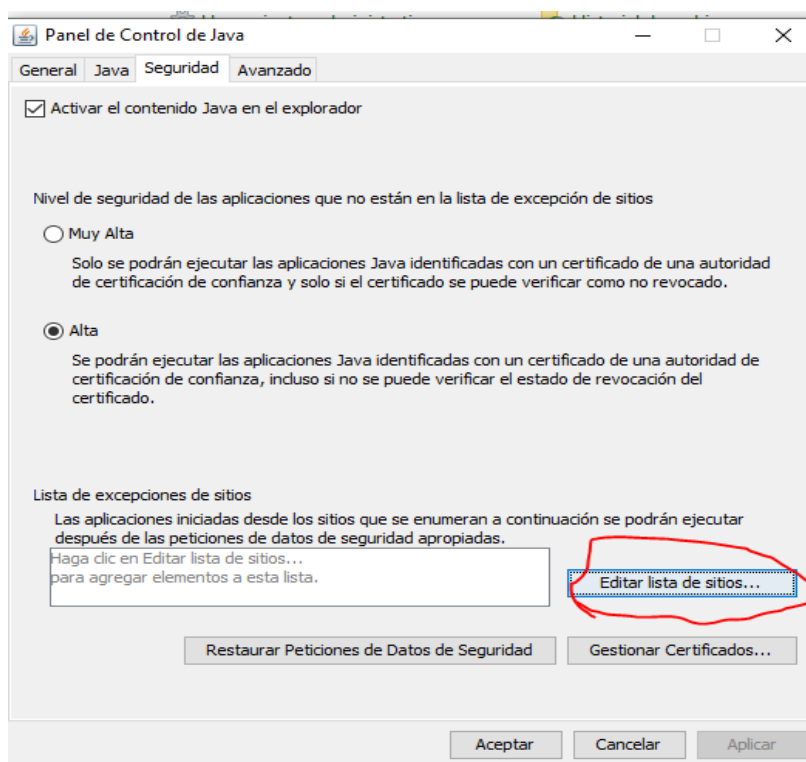 Panel de Control de Java
General Java Seguridad Avanzado
Activar el contenido Java en el explorador
Nivel de seguridad de las aplicaciones que no están en la lista de excepción de sitios
Muy Alta
Solo se podrán ejecutar las aplicaciones Java identificadas con un certificado de una autoridad
de certificación de confianza y solo si el certificado se puede verificar como no revocado.
Alta
Se podrán ejecutar las aplicaciones Java identificadas con un certificado de una autoridad de
certificación de confianza, incluso si no se puede verificar el estado de revocación del
certificado.
Lista de excepciones de sitios
Las aplicaciones iniciadas desde los sitios que se enumeran a continuación se podrán ejecutar
después de las peticiones de datos de seguridad apropiadas.
Haga clic en Editar lista de sitios...
para agregar elementos a esta lista.
Editar lista de sitios...
Restaurar Peticiones de Datos de Seguridad
Gestionar Certificados...
Aceptar
Cancelar
Aplicar